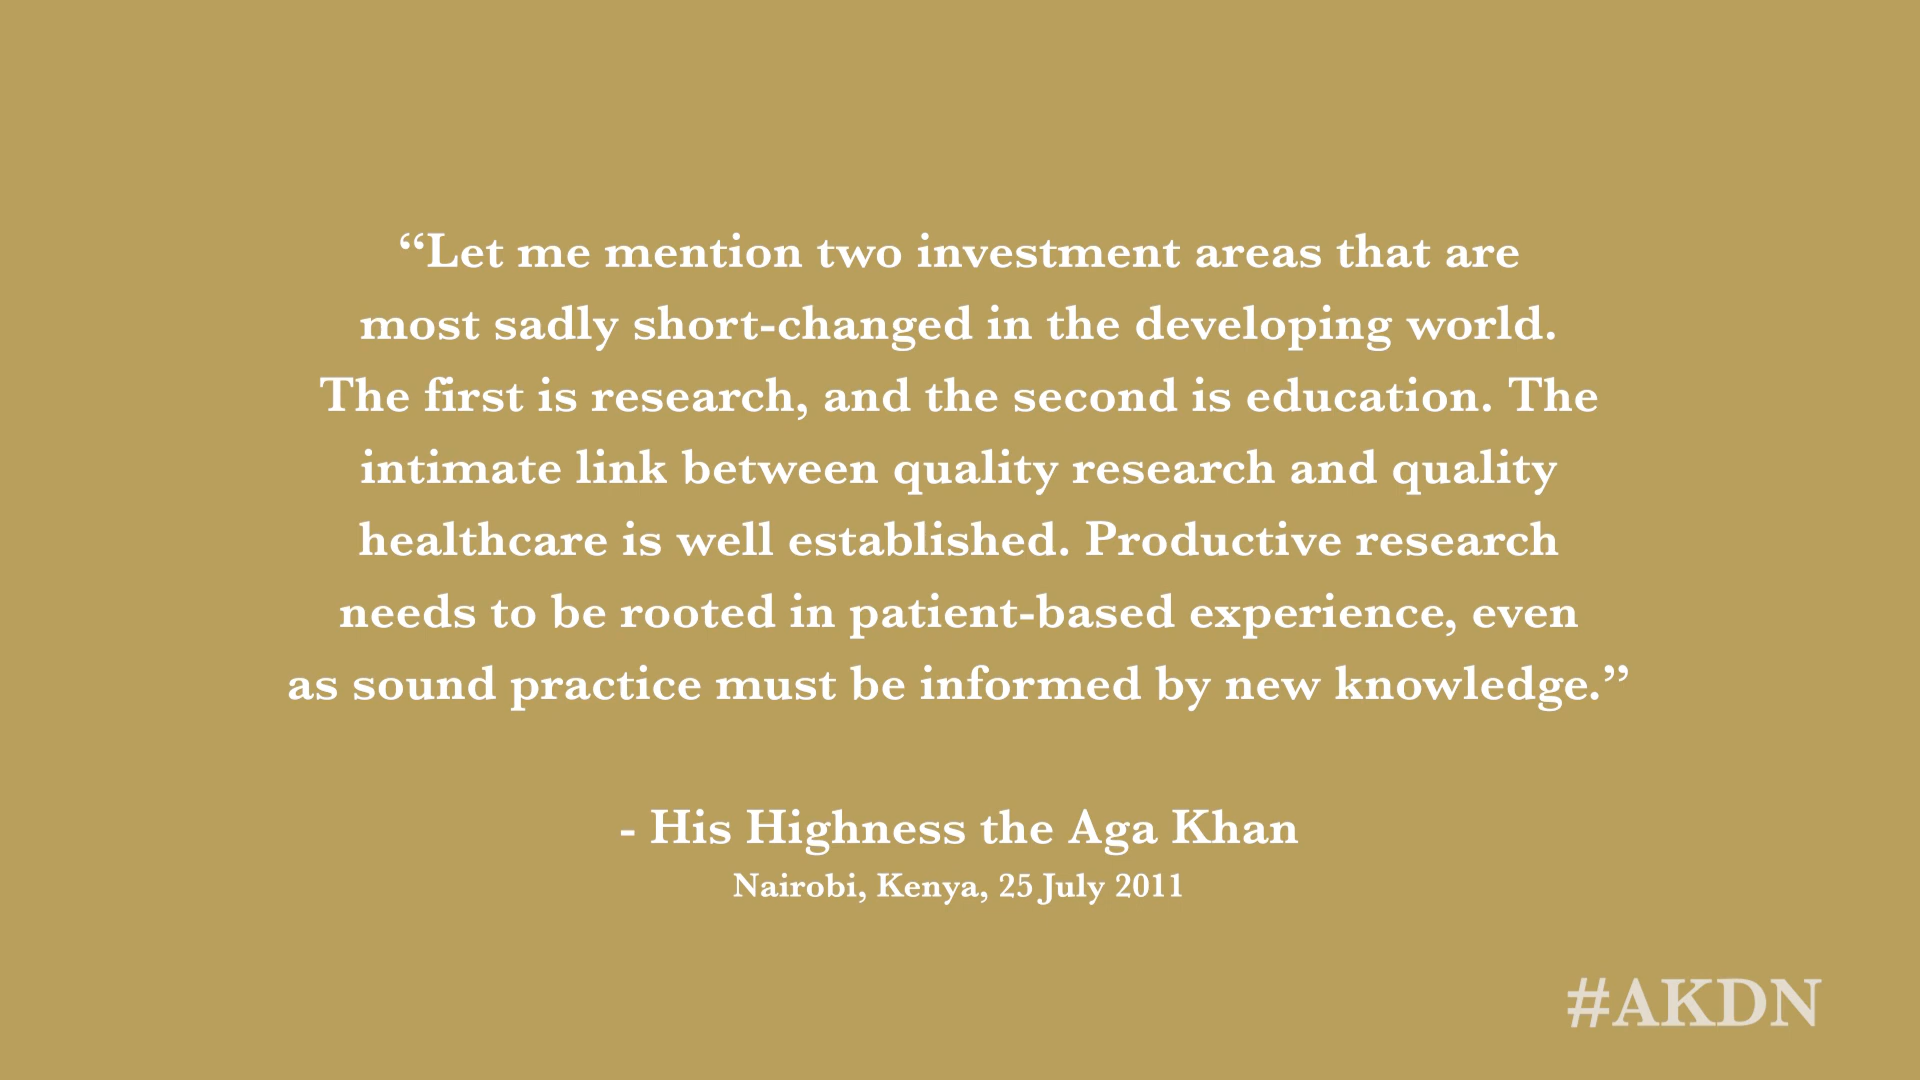 “Let me mention two investment areas that are
most sadly short-changed in the developing world.
The first is research, and the second is education. The
intimate link between quality research and quality
healthcare is well established. Productive research
needs to be rooted in patient-based experience, even
as sound practice must be informed by new knowledge.”
- His Highness the Aga Khan
Nairobi, Kenya, 25 July 2011
#AKDN